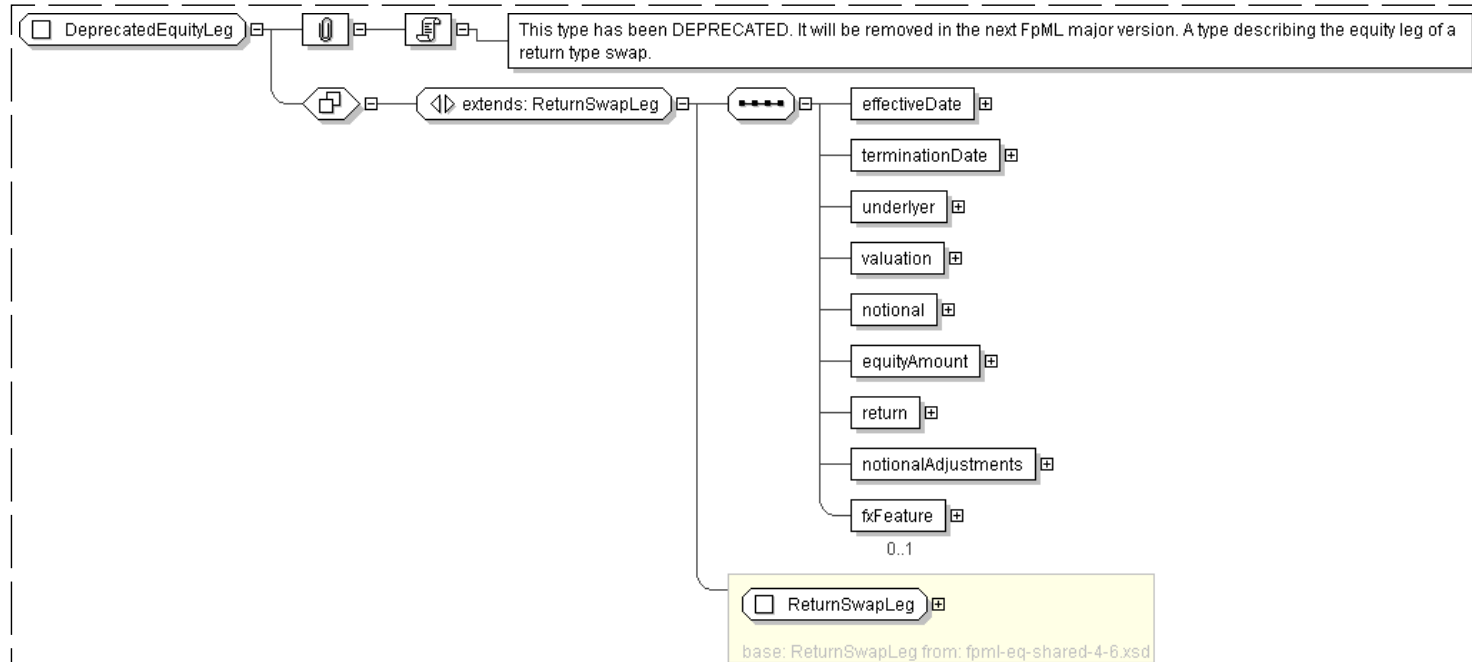 DeprecatedEquityLeg
This type has been DEPRECATED. It will be removed in the next FpML major version. A type describing the equity leg of a
return type swap.
extends: ReturnSwapLeg
effectiveDate
terminationDate
underlyer
valuation
notional
equityAmount
return
notionalAdjustments
fxFeature
0..1
ReturnSwapLeg
base: ReturnSwapLeg from: fpml-eq-shared-4-6.xsd